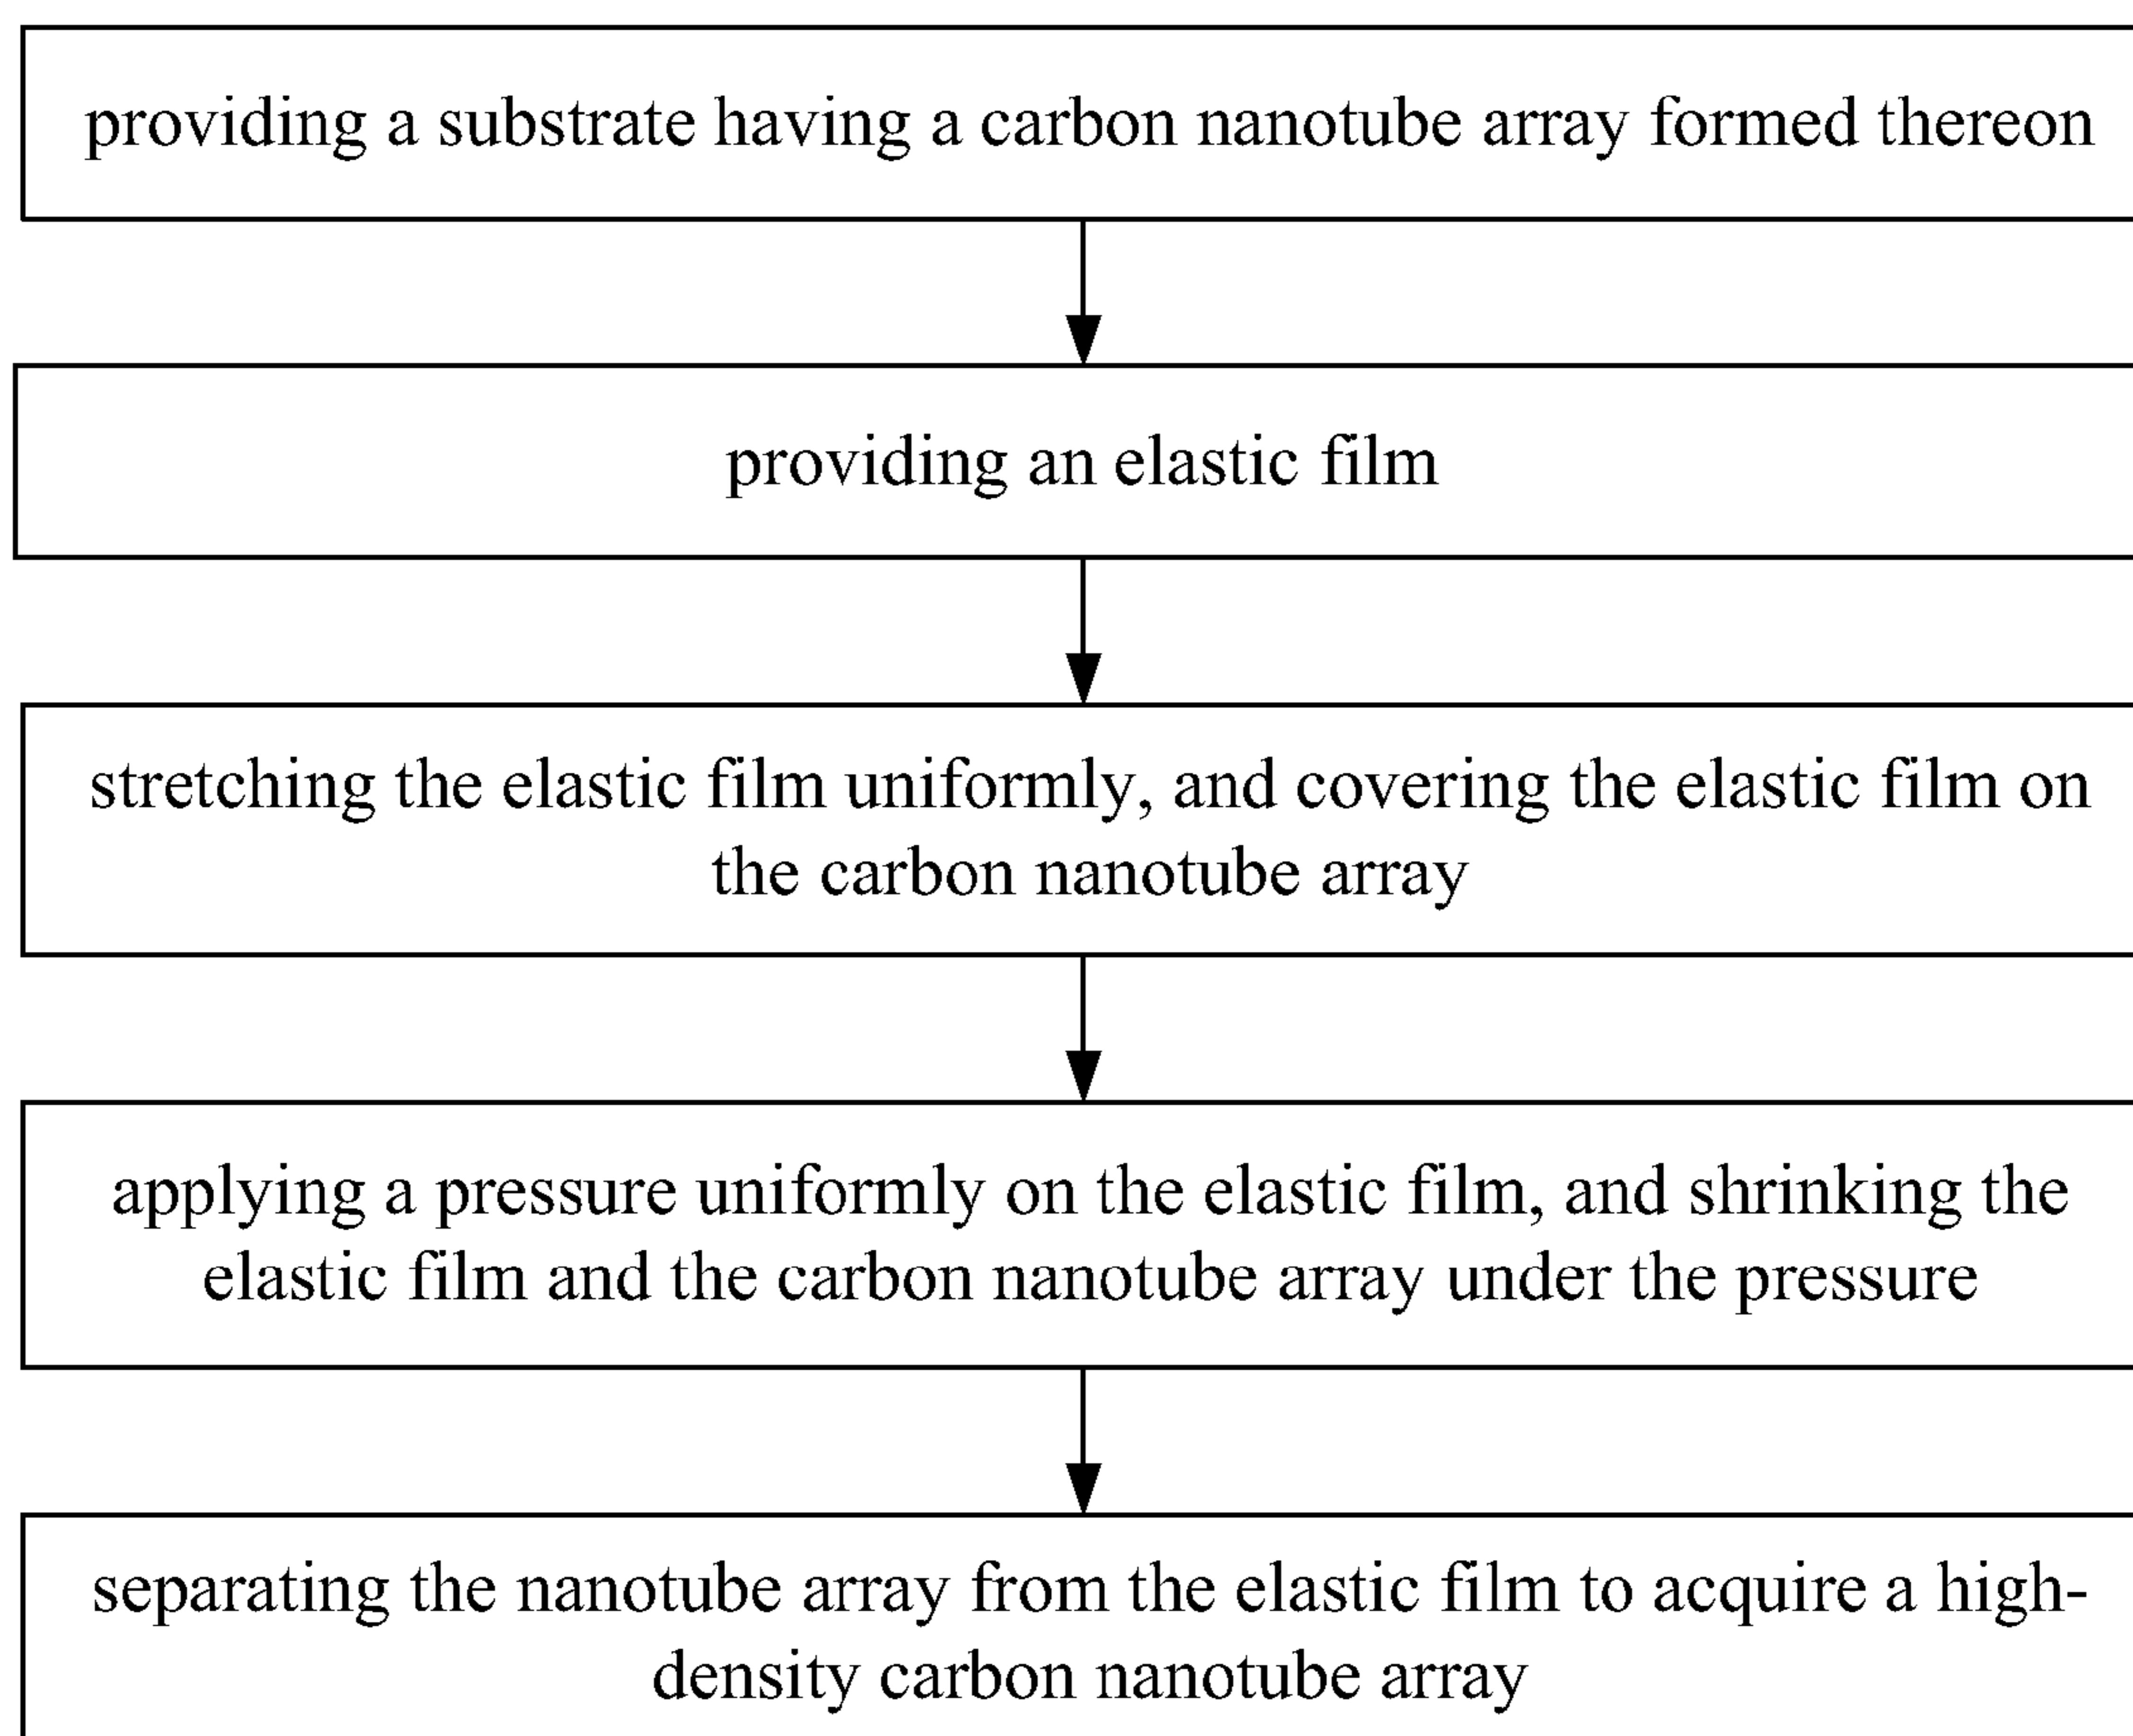 providing a substrate having a carbon nanotube array formed thereon
providing an elastic film
stretching the elastic film uniformly, and covering the elastic film on
the carbon nanotube array
applying a pressure uniformly on the elastic film, and shrinking the
elastic film and the carbon nanotube array under the pressure
separating the nanotube array from the elastic film to acquire a high-
density carbon nanotube array